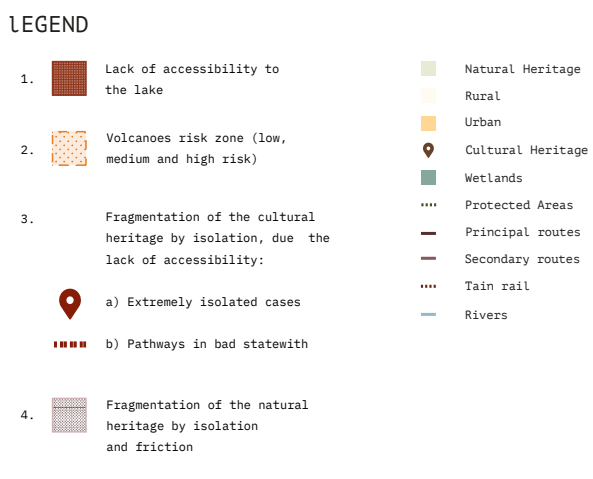 lEGEND
1. Lack of accessibility to
the lake
2. Volcanoes risk zone (low,
medium and high risk)
3. Fragmentation of the cultural
heritage by isolation, due  the
lack of accessibility:
a) Extremely isolated cases
b) Pathways in bad statewith
4. Fragmentation of the natural
heritage by isolation
and friction
Natural Heritage
Rural
Urban
Cultural Heritage
Wetlands
Protected Areas
Principal routes
Secondary routes
Tain rail
Rivers